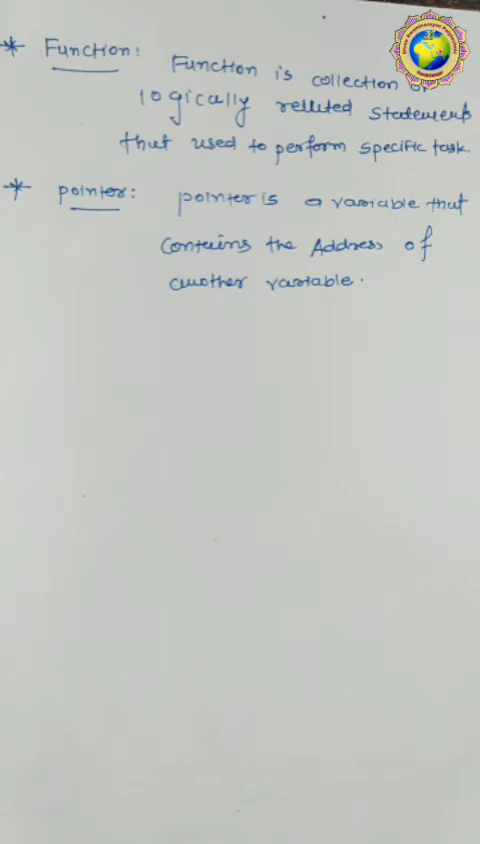 * Function: Function is collection of
logically rellted statements
that used to perform specific task.
* pointer: pointer is a variable that
contains the Address of
another variable.